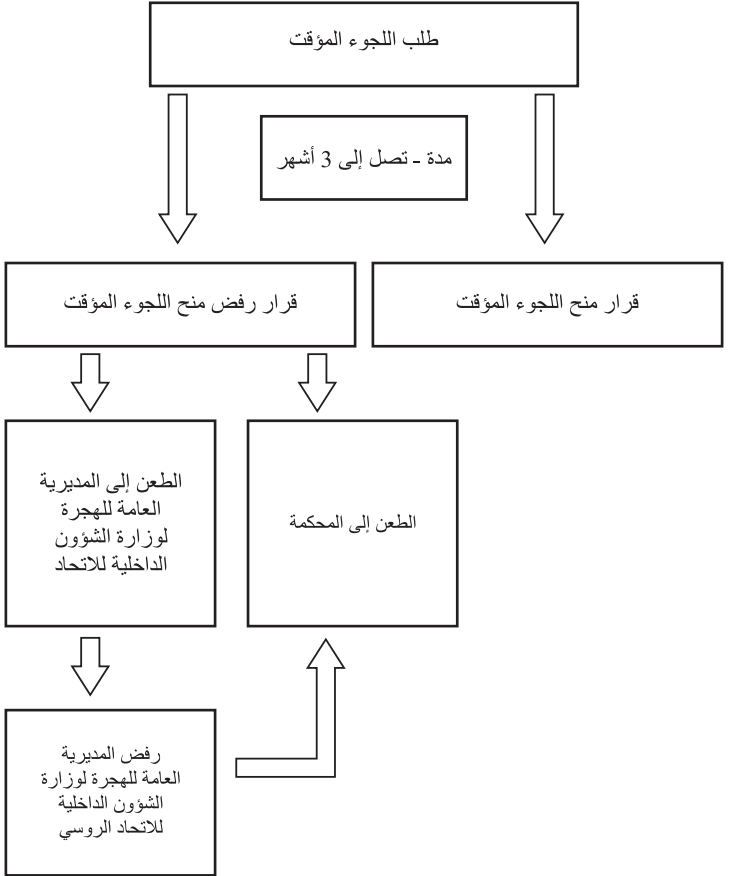 طلب اللجوء المؤقت
مدة - تصل إلى 3 أشهر
قرار منح اللجوء المؤقت
قرار رفض منح اللجوء المؤقت
الطعن إلى المحكمة
الطعن إلى المديرية
العامة للهجرة
لوزارة الشؤون
الداخلية للاتحاد
رفض المديرية
العامة للهجرة لوزارة
الشؤون الداخلية
للاتحاد الروسي